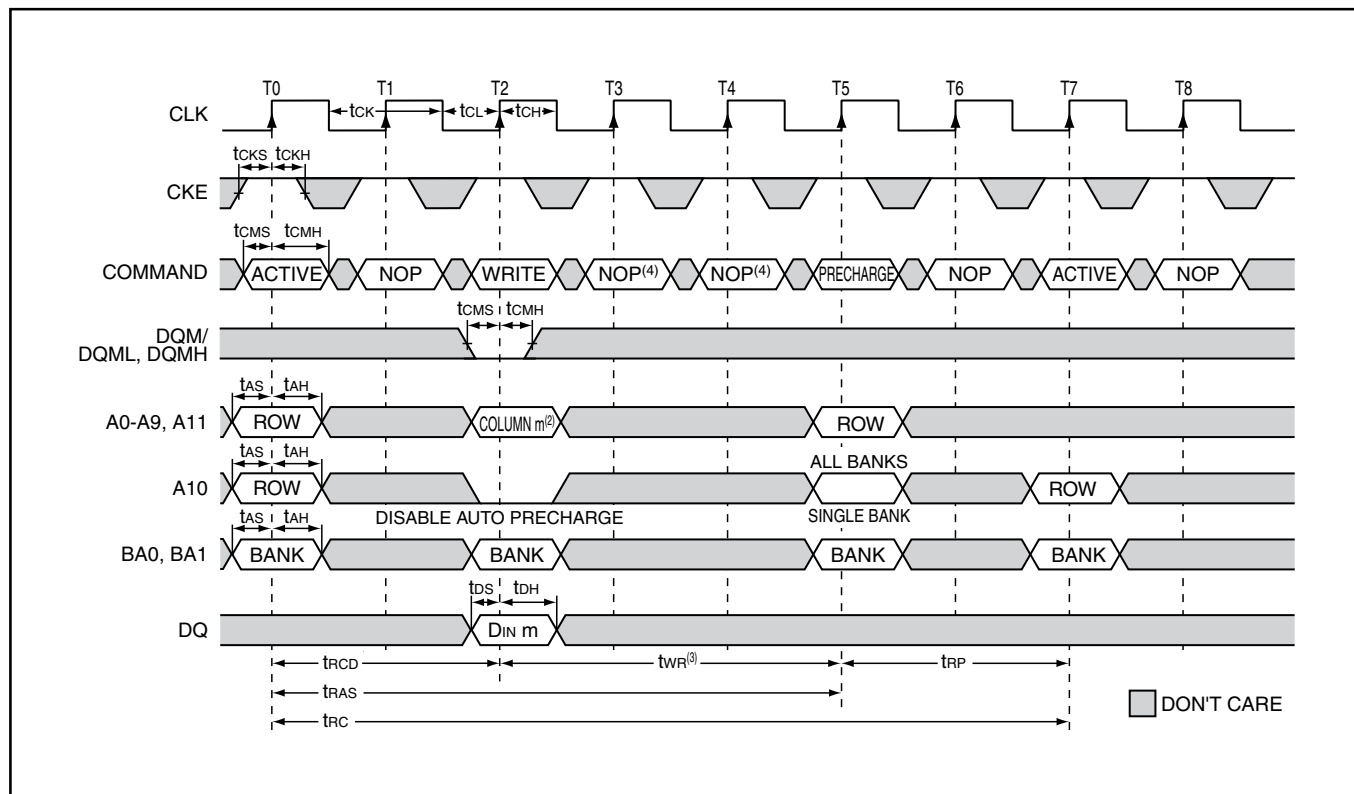 T0 T1 T2 T3 T4 T5 T6 T7 T8
CLK tCK tCL tCH
tCKS tCKH
CKE
tCMS tCMH
COMMAND ACTIVE NOP WRITE NOP(4) NOP(4) PRECHARGE NOP ACTIVE NOP
tCMS tCMH
DQM/
DQML, DQMH
tAS tAH
A0-A9, A11 ROW COLUMN m(2) ROW
tAS tAH ALL BANKS
A10 ROW ROW
tAS tAH DISABLE AUTO PRECHARGE SINGLE BANK
BA0, BA1 BANK BANK BANK BANK
tDS tDH
DQ DIN m
tRCD tWR(3) tRP
tRAS
DON'T CARE
tRC